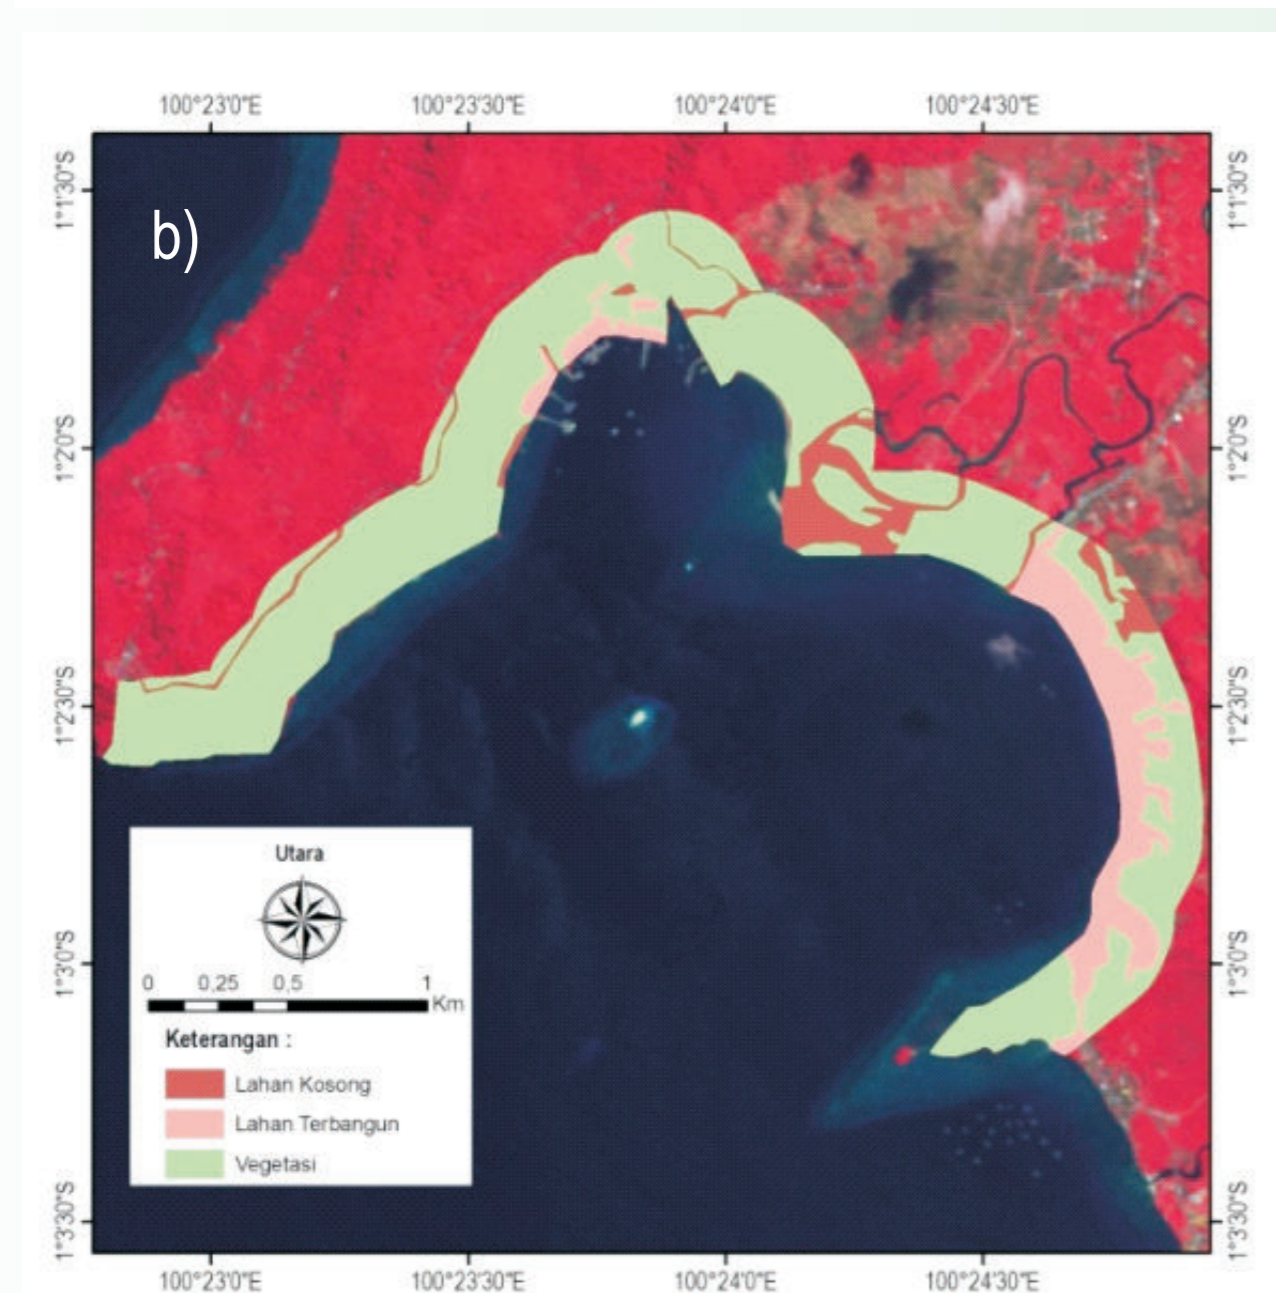 100°23'0"E 100°23'30"E 100°24'0"E 100°24'30"E
1°1'30"S
1°2'0"S
1°2'30"S
1°3'0"S
1°3'30"S
b)
Utara
0 0,25 0,5 1
Km
Keterangan :
Lahan Kosong
Lahan Terbangun
Vegetasi
1°1'30"S
1°2'0"S
1°2'30"S
1°3'0"S
1°3'30"S
100°23'0"E 100°23'30"E 100°24'0"E 100°24'30"E